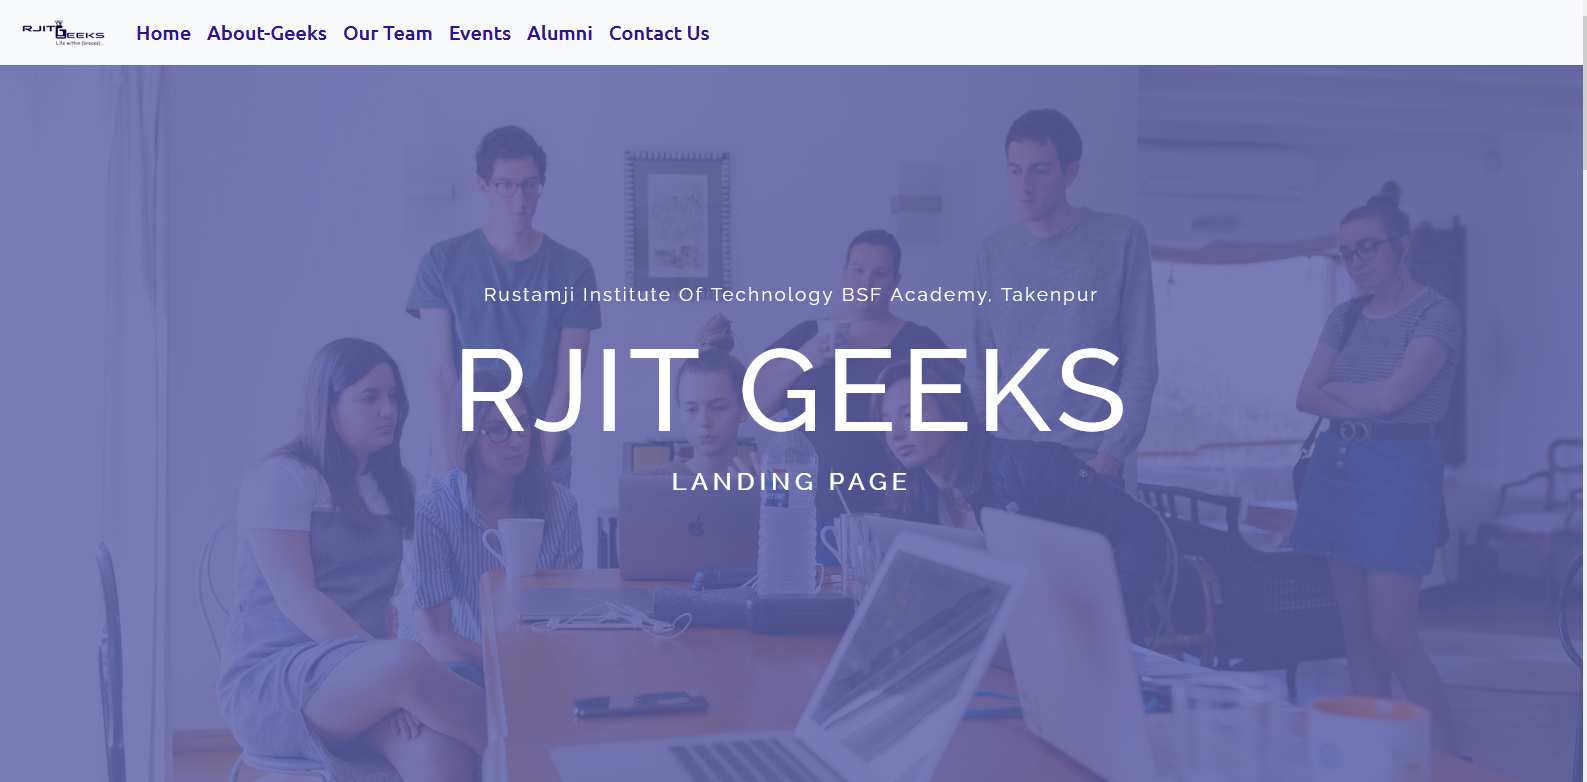 RJIT GEEKS
Life within {braces}...
Home About-Geeks Our Team Events Alumni Contact Us
Rustamji Institute Of Technology BSF Academy, Takenpur
RJIT GEEKS
LANDING PAGE